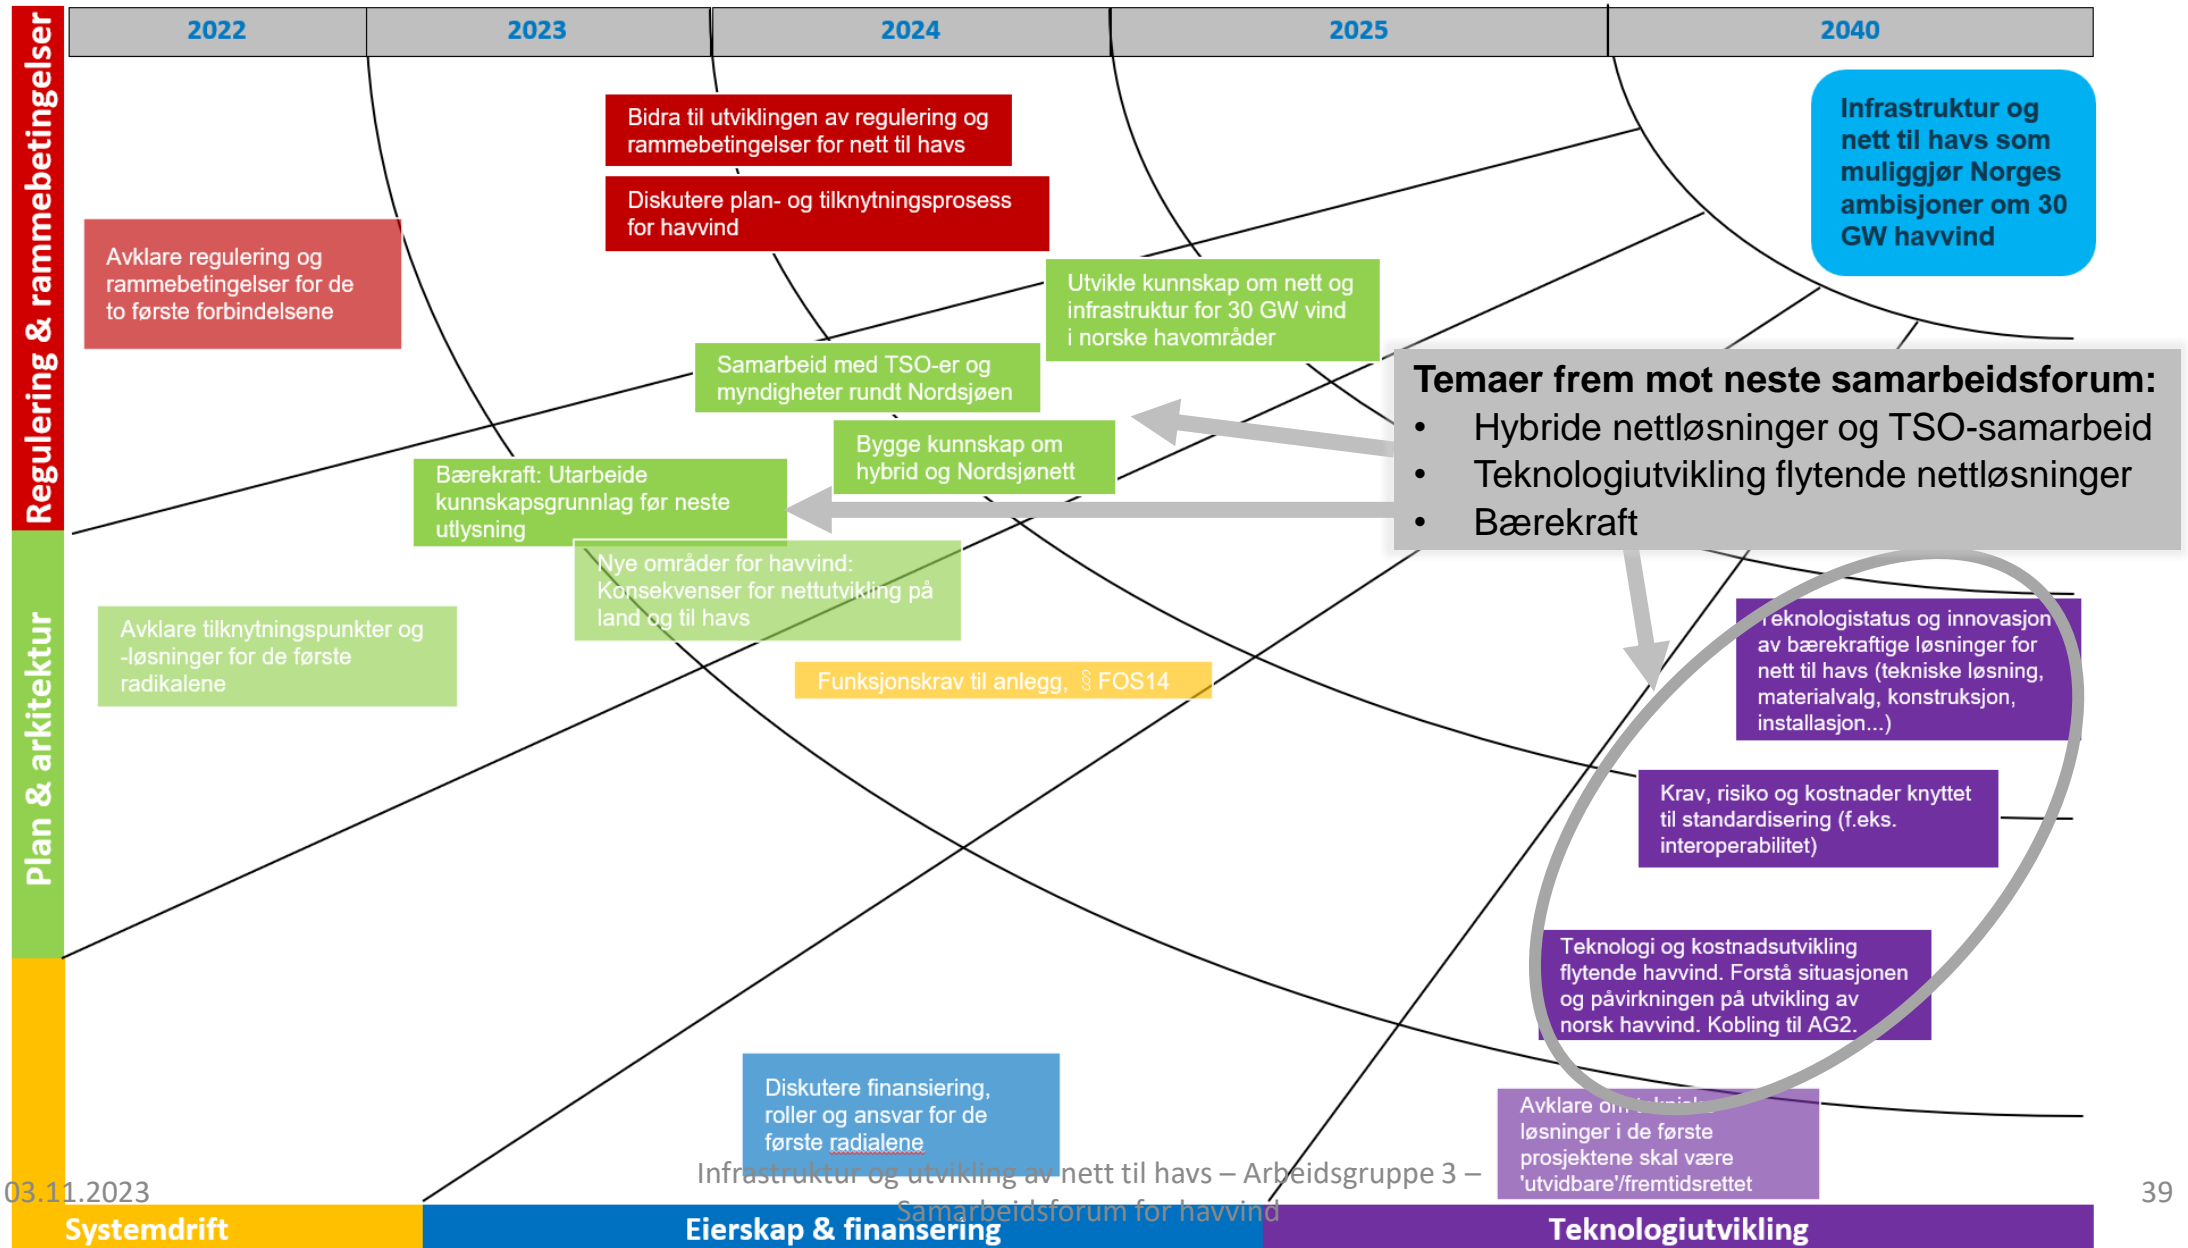 2022
2023
2024
2025
2040
Regulering & rammebetingelser
Infrastruktur og
nett til havs som
muliggjør Norges
ambisjoner om 30
GW havvind
Bidra til utviklingen av regulering og
rammebetingelser for nett til havs
Diskutere plan- og tilknytningsprosess
for havvind
Avklare regulering og
rammebetingelser for de
to første forbindelsene
Utvikle kunnskap om nett og
infrastruktur for 30 GW vind
i norske havområder
Samarbeid med TSO-er og
myndigheter rundt Nordsjøen
Bygge kunnskap om
hybrid og Nordsjønett
Bærekraft: Utarbeide
kunnskapsgrunnlag før neste
utlysning
Temaer frem mot neste samarbeidsforum:
• Hybride nettløsninger og TSO-samarbeid
• Teknologiutvikling flytende nettløsninger
• Bærekraft
Nye områder for havvind:
Konsekvenser for nettutvikling på
land og til havs
Plan & arkitektur
Avklare tilknytningspunkter og
-løsninger for de første
radikalene
Funksjonskrav til anlegg, § FOS14
Teknologistatus og innovasjon
av bærekraftige løsninger for
nett til havs (tekniske løsning,
materialvalg, konstruksjon,
installasjon...)
Krav, risiko og kostnader knyttet
til standardisering (f.eks.
interoperabilitet)
Teknologi og kostnadsutvikling
flytende havvind. Forstå situasjonen
og påvirkningen på utvikling av
norsk havvind. Kobling til AG2.
Diskutere finansiering,
roller og ansvar for de
første radialene
Avklare om tekniske
løsninger i de første
prosjektene skal være
'utvidbare'/fremtidsrettet
03.11.2023
Infrastruktur og utvikling av nett til havs – Arbeidsgruppe 3 –
Samarbeidsforum for havvind
39
Systemdrift
Eierskap & finansering
Teknologiutvikling